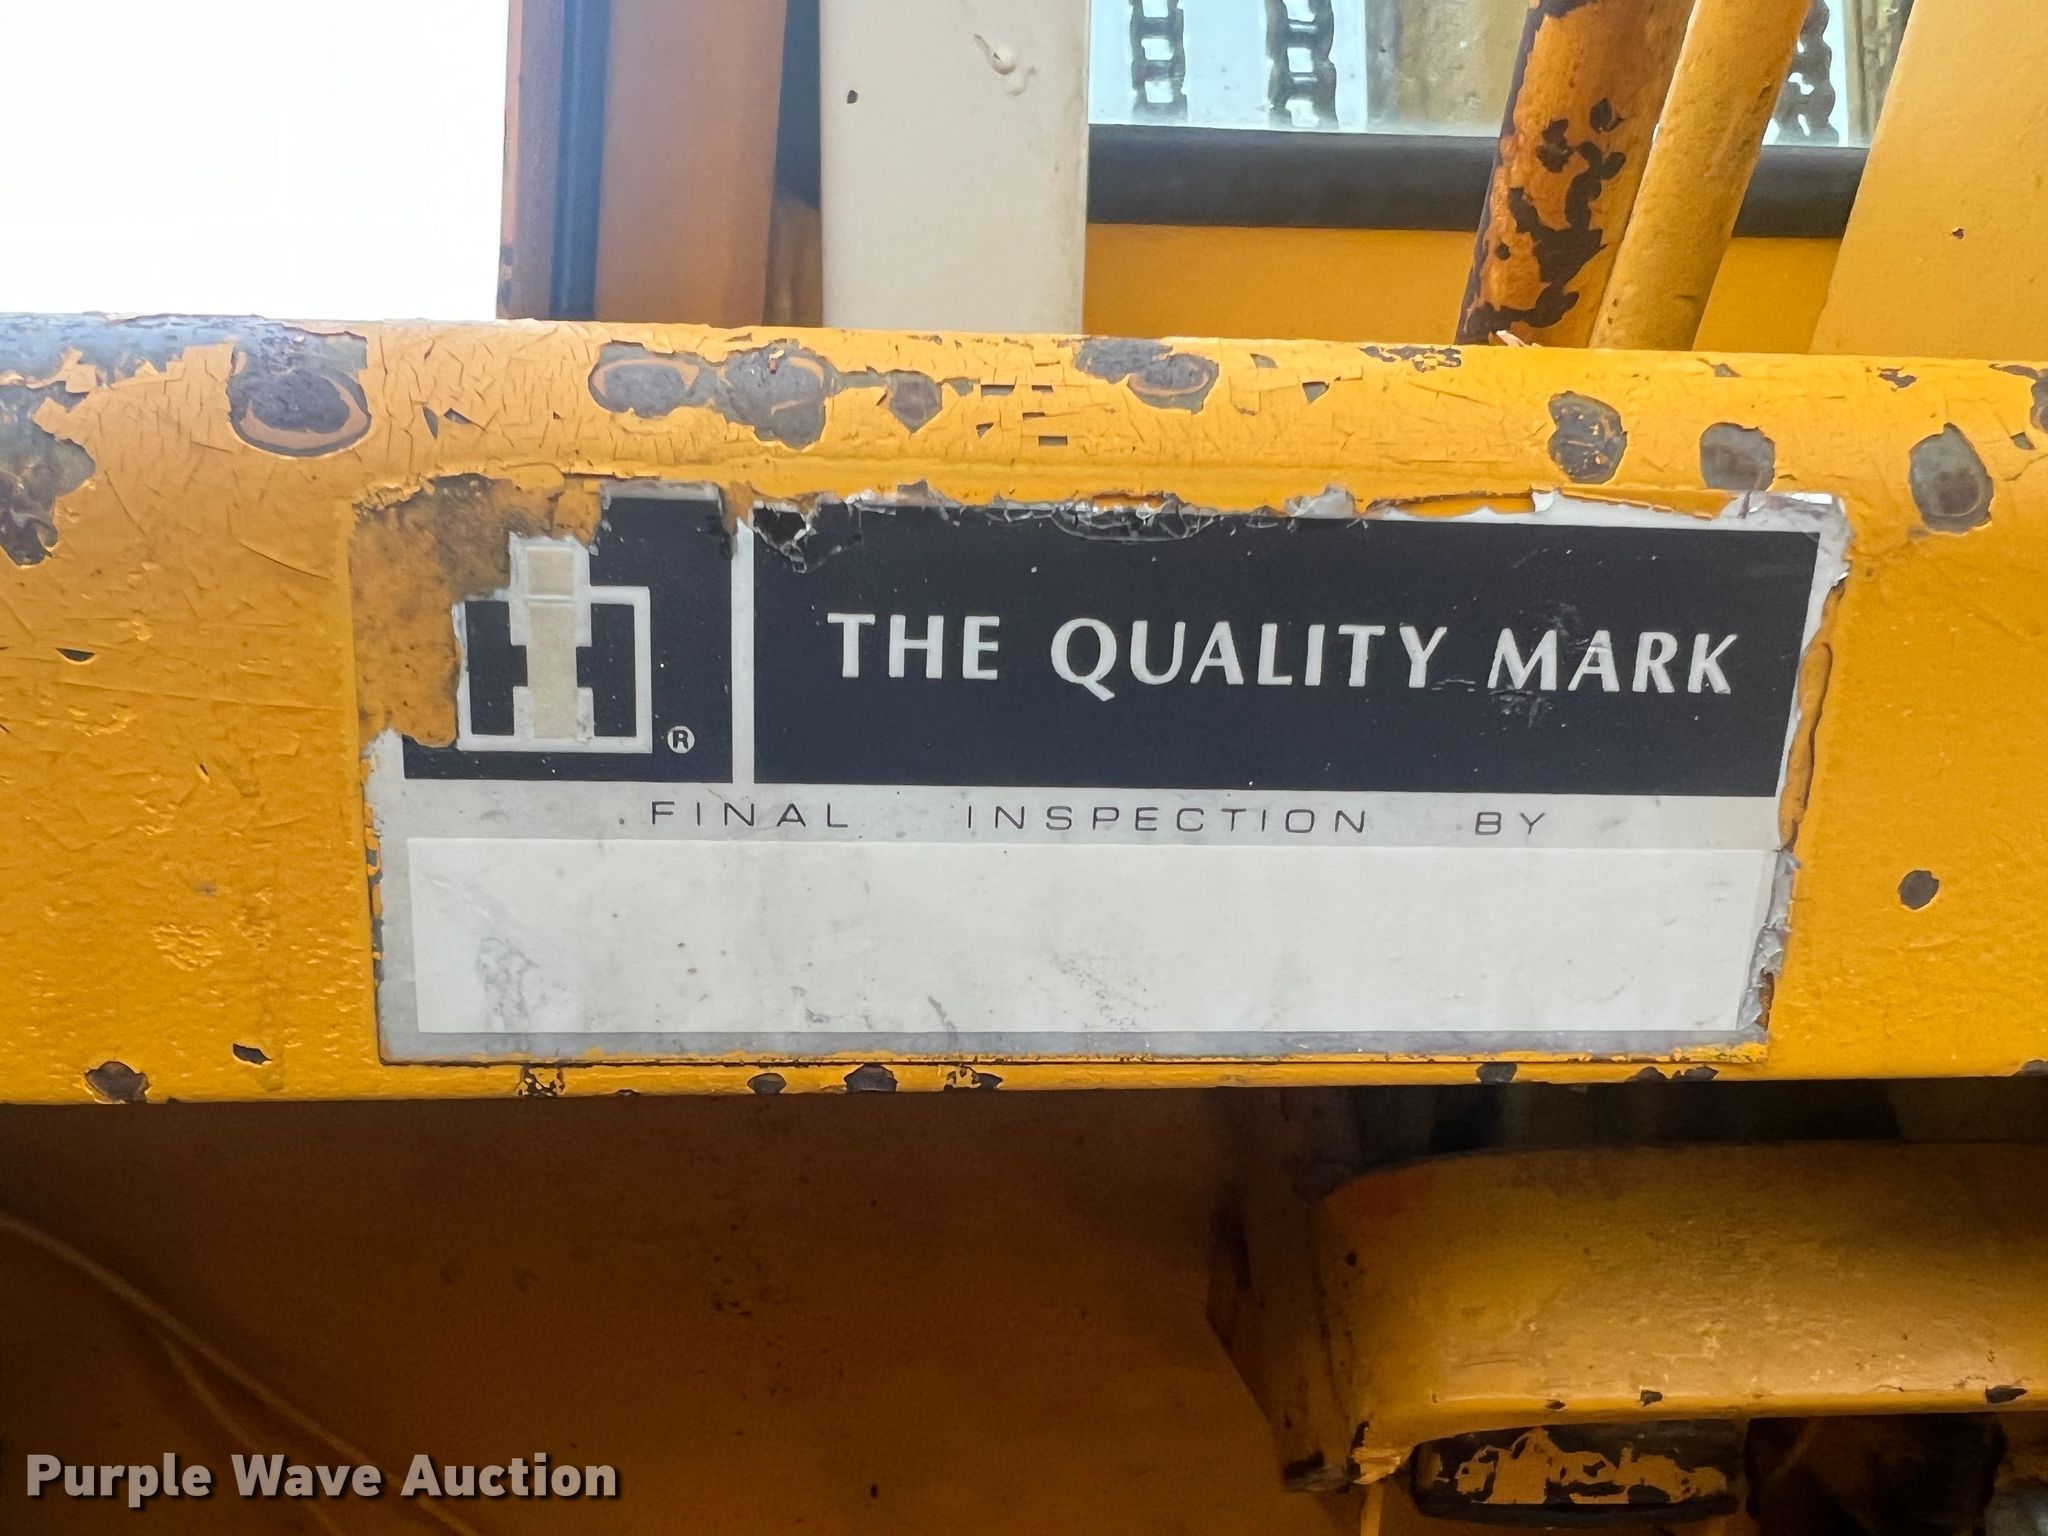 THE QUALITY MARK
®
FINAL INSPECTION BY
Purple Wave Auction